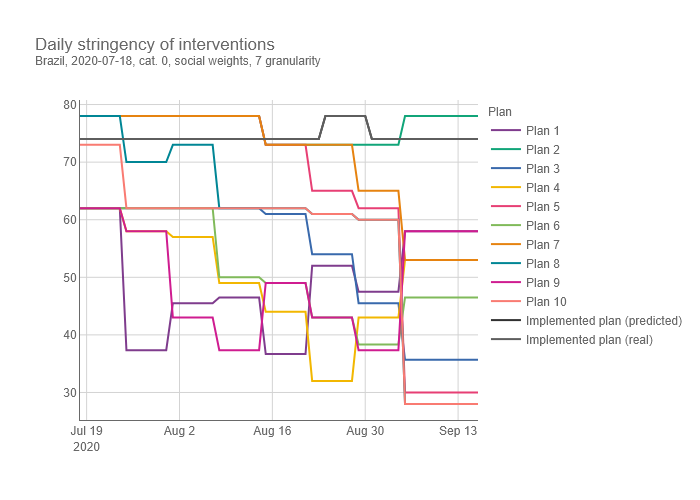 Daily stringency of interventions
Brazil, 2020-07-18, cat. 0, social weights, 7 granularity
80
70
60
50
40
30
Jul 19
2020
Aug 2
Aug 16
Aug 30
Sep 13
Plan
Plan 1
Plan 2
Plan 3
Plan 4
Plan 5
Plan 6
Plan 7
Plan 8
Plan 9
Plan 10
Implemented plan (predicted)
Implemented plan (real)